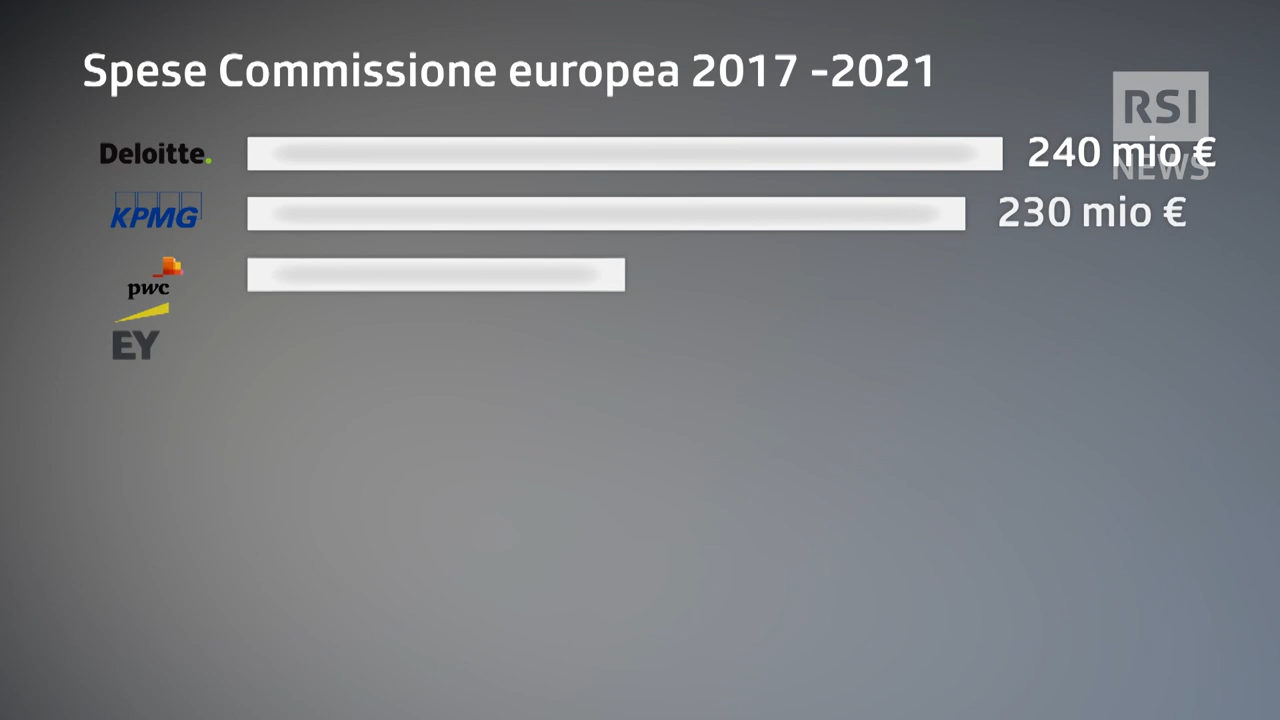 Spese Commissione europea 2017 -2021
RSI
NEWS
Deloitte.
240 mio €
KPMG
230 mio €
pwc
EY